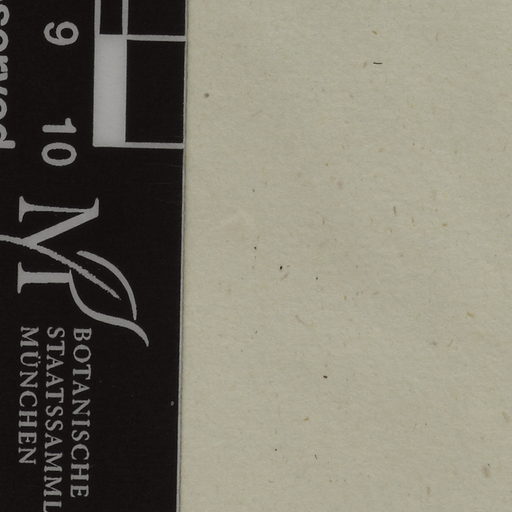 9
10
BOTANISCHE
STAATSSAMML
MÜNCHEN